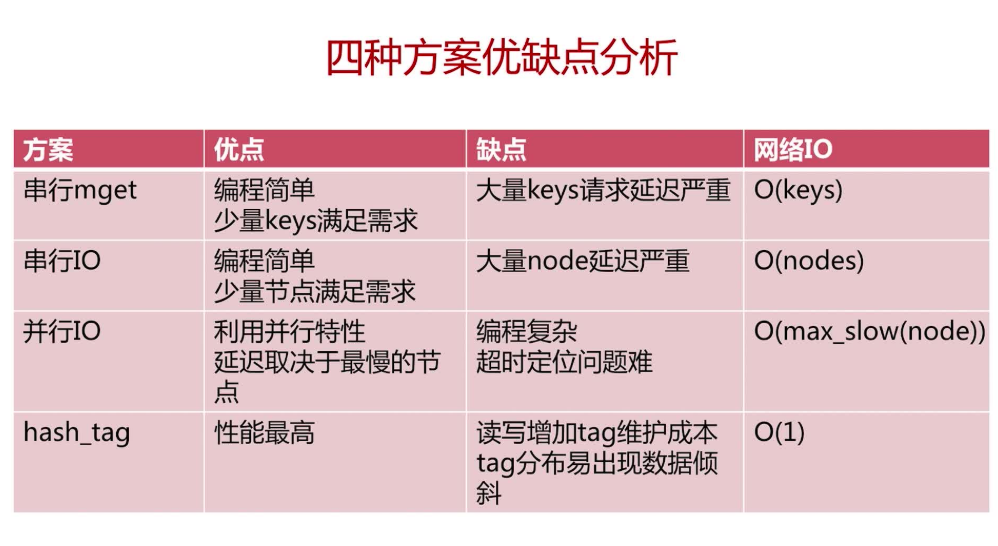 四种方案优缺点分析
方案 优点 缺点 网络IO
串行mget 编程简单 大量keys请求延迟严重 O(keys)
少量keys满足需求
串行IO 编程简单 大量node延迟严重 O(nodes)
少量节点满足需求
并行IO 利用并行特性 编程复杂 O(max_slow(node))
延迟取决于最慢的节 超时定位问题难
点
hash_tag 性能最高 读写增加tag维护成本 O(1)
tag分布易出现数据倾
斜